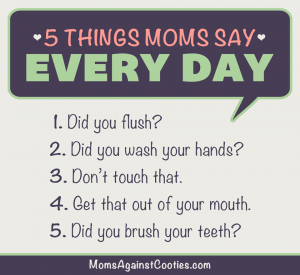 5 THINGS MOMS SAY
EVERY DAY
1. Did you flush?
2. Did you wash your hands?
3. Don't touch that.
4. Get that out of your mouth.
5. Did you brush your teeth?
MomsAgainstCooties.com